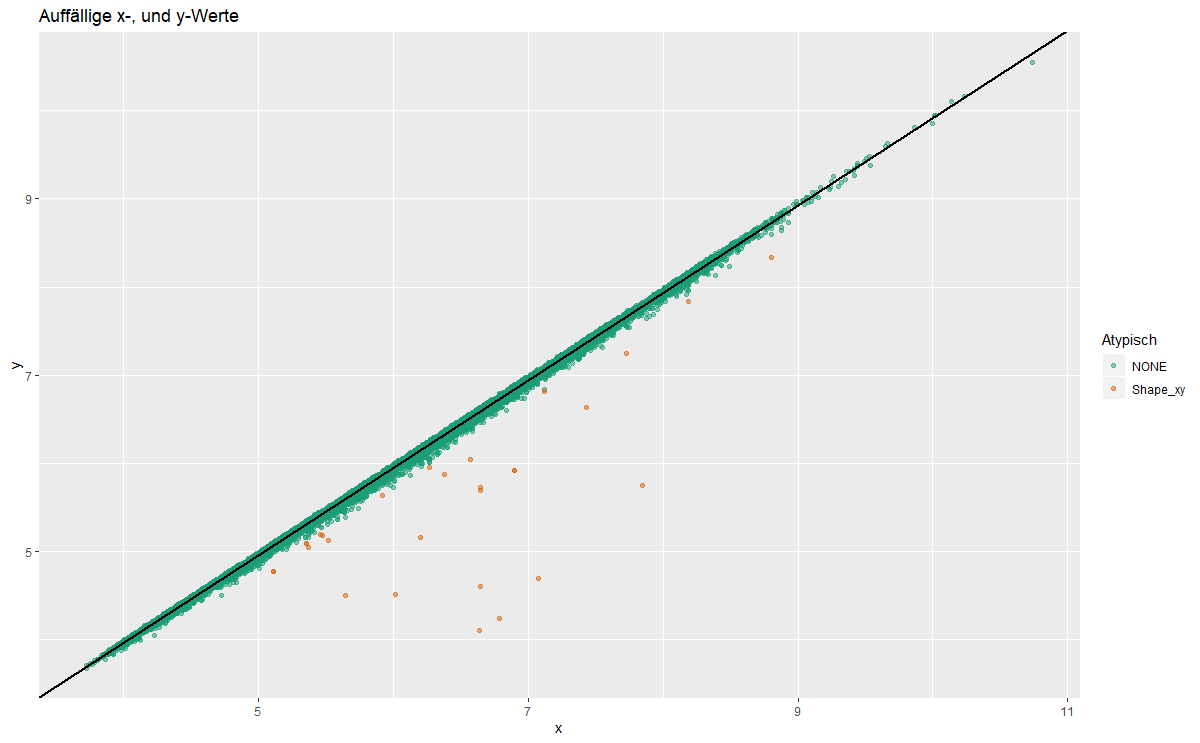 Auffällige x-, und y-Werte
y
9
7
5
5
7
9
11
x
Atypisch
NONE
Shape_xy